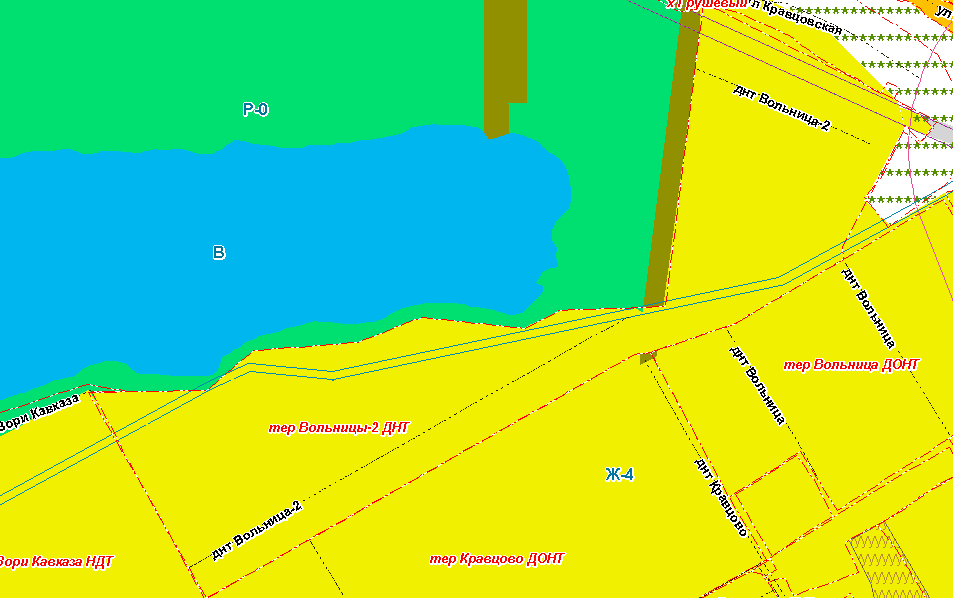 х Грушевый
п Кравцовская
ул
Р-0
днт Вольница-2
В
днт Вольница
тер Вольница ДОНТ
днт Вольница
Зори Кавказа
тер Вольницы-2 ДНТ
Ж-4
днт Кравцово
днт Вольница-2
Зори Кавказа НДТ
тер Кравцово ДОНТ